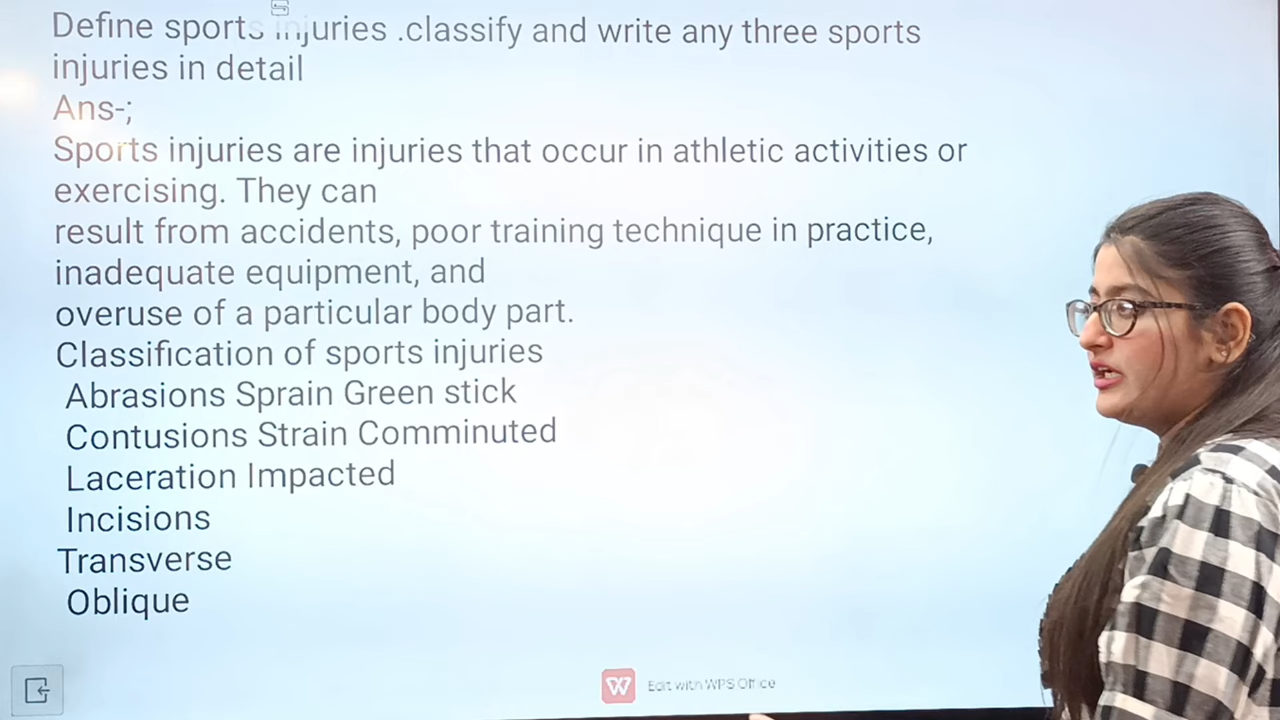 Define sports injuries .classify and write any three sports
injuries in detail
Ans-;
Sports injuries are injuries that occur in athletic activities or
exercising. They can
result from accidents, poor training technique in practice,
inadequate equipment, and
overuse of a particular body part.
Classification of sports injuries
Abrasions Sprain Green stick
Contusions Strain Comminuted
Laceration Impacted
Incisions
Transverse
Oblique
Edit with WPS Office